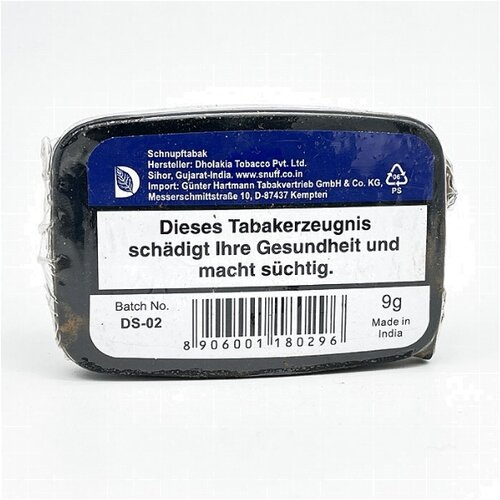 Schnupftabak
Hersteller: Dholakia Tobacco Pvt. Ltd.
Sihor, Gujarat-India. www.snuff.co.in
Import: Günter Hartmann Tabakvertrieb GmbH & Co. KG,
Messerschmittstraße 10, D-87437 Kempteri
06
PS
Dieses Tabakerzeugnis
schädigt Ihre Gesundheit und
macht süchtig.
Batch No.
DS-02
8 906001 180296
9g
Made in
India